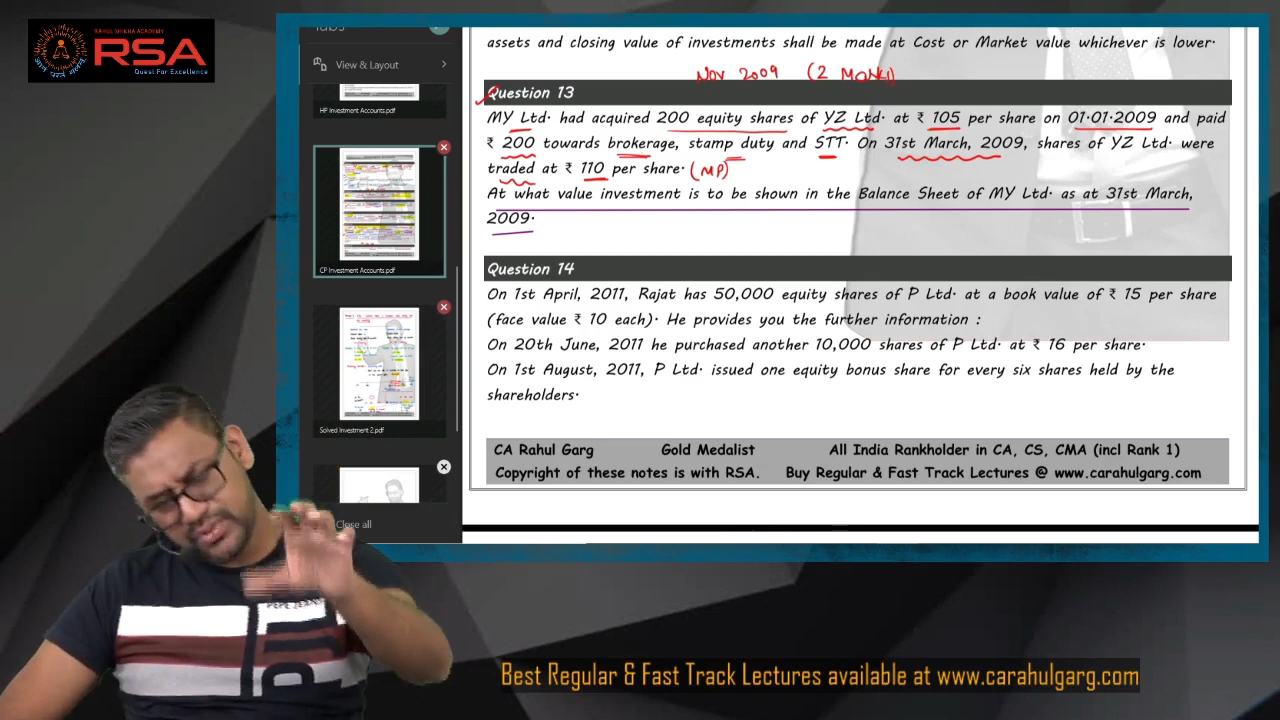 RAHUL SHIKHA ACADEMY
RSA
Quest For Excellence
Tabs
View & Layout
HP Investment Accounts.pdf
CP Investment Accounts.pdf
Solved Investment 2.pdf
Close all
assets and closing value of investments shall be made at Cost or Market value whichever is lower.
Nov 2009 (2 Marks)
Question 13
MY Ltd. had acquired 200 equity shares of YZ Ltd. at ₹ 105 per share on 01.01.2009 and paid
₹ 200 towards brokerage, stamp duty and STT. On 31st March, 2009, shares of YZ Ltd. were
traded at ₹ 110 per share. (MP)
At what value investment is to be shown in the Balance Sheet of MY Ltd. as at 31st March,
2009.
Question 14
On 1st April, 2011, Rajat has 50,000 equity shares of P Ltd. at a book value of ₹ 15 per share
(face value ₹ 10 each). He provides you the further information :
On 20th June, 2011 he purchased another 10,000 shares of P Ltd. at ₹ 16 per share.
On 1st August, 2011, P Ltd. issued one equity bonus share for every six shares held by the
shareholders.
CA Rahul Garg Gold Medalist All India Rankholder in CA, CS, CMA (incl Rank 1)
Copyright of these notes is with RSA. Buy Regular & Fast Track Lectures @ www.carahulgarg.com
PEPE JEANS
Best Regular & Fast Track Lectures available at www.carahulgarg.com